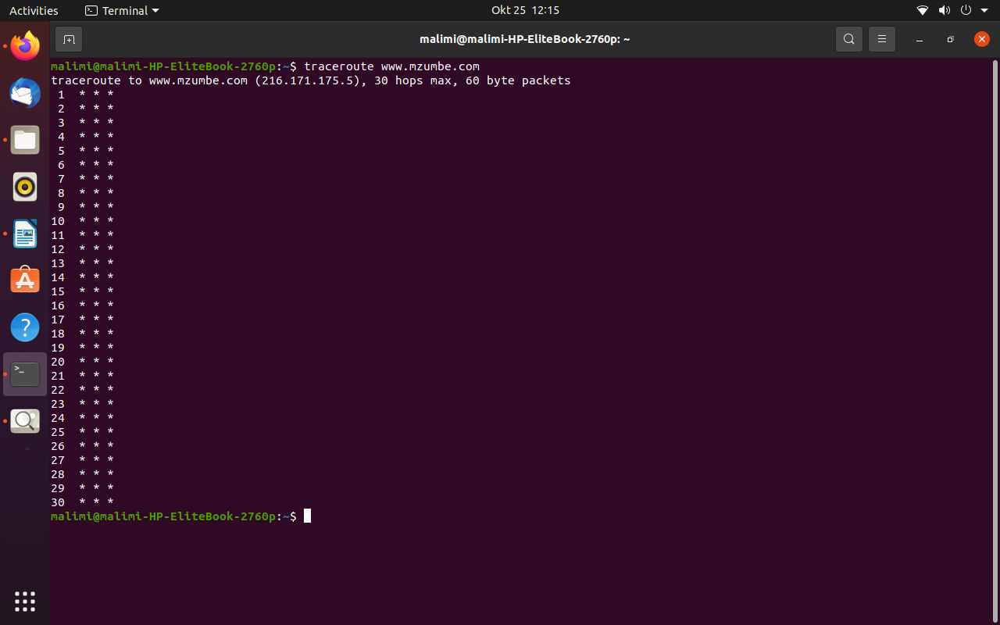 Activities Terminal Okt 25 12:15
malimi@malimi-HP-EliteBook-2760p: ~
malimi@malimi-HP-EliteBook-2760p:~$ traceroute www.mzumbe.com
traceroute to www.mzumbe.com (216.171.175.5), 30 hops max, 60 byte packets
 1  * * *
 2  * * *
 3  * * *
 4  * * *
 5  * * *
 6  * * *
 7  * * *
 8  * * *
 9  * * *
10  * * *
11  * * *
12  * * *
13  * * *
14  * * *
15  * * *
16  * * *
17  * * *
18  * * *
19  * * *
20  * * *
21  * * *
22  * * *
23  * * *
24  * * *
25  * * *
26  * * *
27  * * *
28  * * *
29  * * *
30  * * *
malimi@malimi-HP-EliteBook-2760p:~$